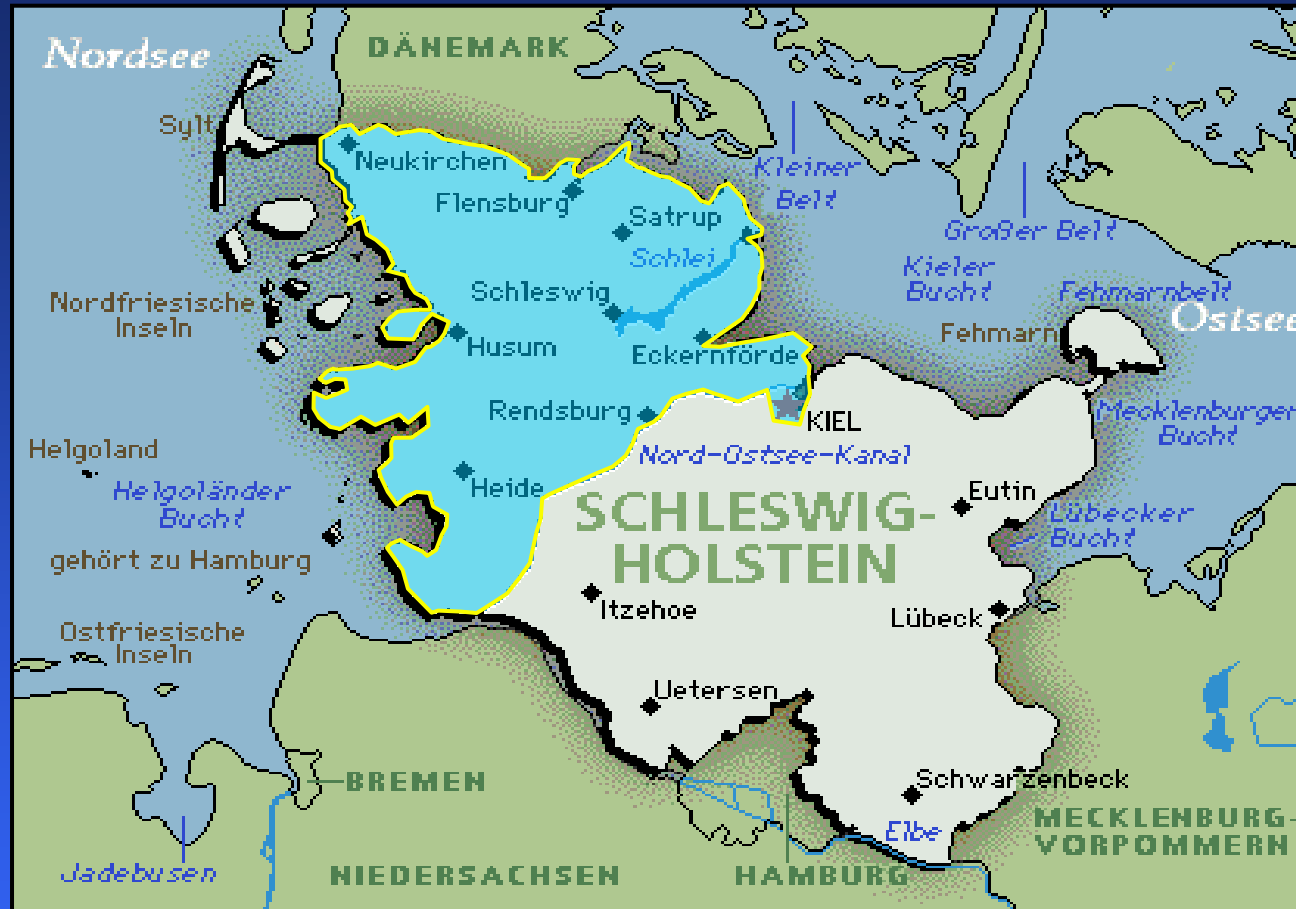 Nordsee
DÄNEMARK
Sylt
Neukirchen
Kleiner
Belt
Flensburg
Satrup
Großer Belt
Schlei
Kieler
Bucht
Schleswig
Fehmarnbelt
Nordfriesische
Inseln
Ostsee
Fehmarn
Husum
Eckernförde
Rendsburg
KIEL
Mecklenburger
Bucht
Helgoland
Nord-Ostsee-Kanal
Heide
Helgoländer
Bucht
Eutin
SCHLESWIG-
HOLSTEIN
Lübecker
Bucht
gehört zu Hamburg
Itzehoe
Lübeck
Ostfriesische
Inseln
Uetersen
BREMEN
Schwarzenbeck
MECKLENBURG-
VORPOMMERN
Elbe
Jadebusen
NIEDERSACHSEN
HAMBURG